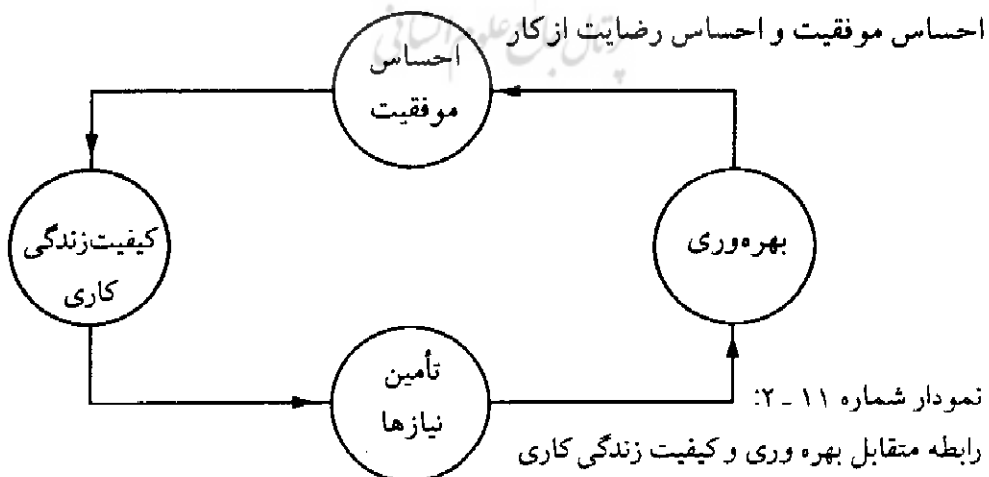 احساس موفقیت و احساس رضایت از کار
احساس
موفقیت
بهره‌وری
کیفیت زندگی
کاری
تأمین
نیازها
نمودار شماره ۱۱ ـ ۲:
رابطه متقابل بهره وری و کیفیت زندگی کاری